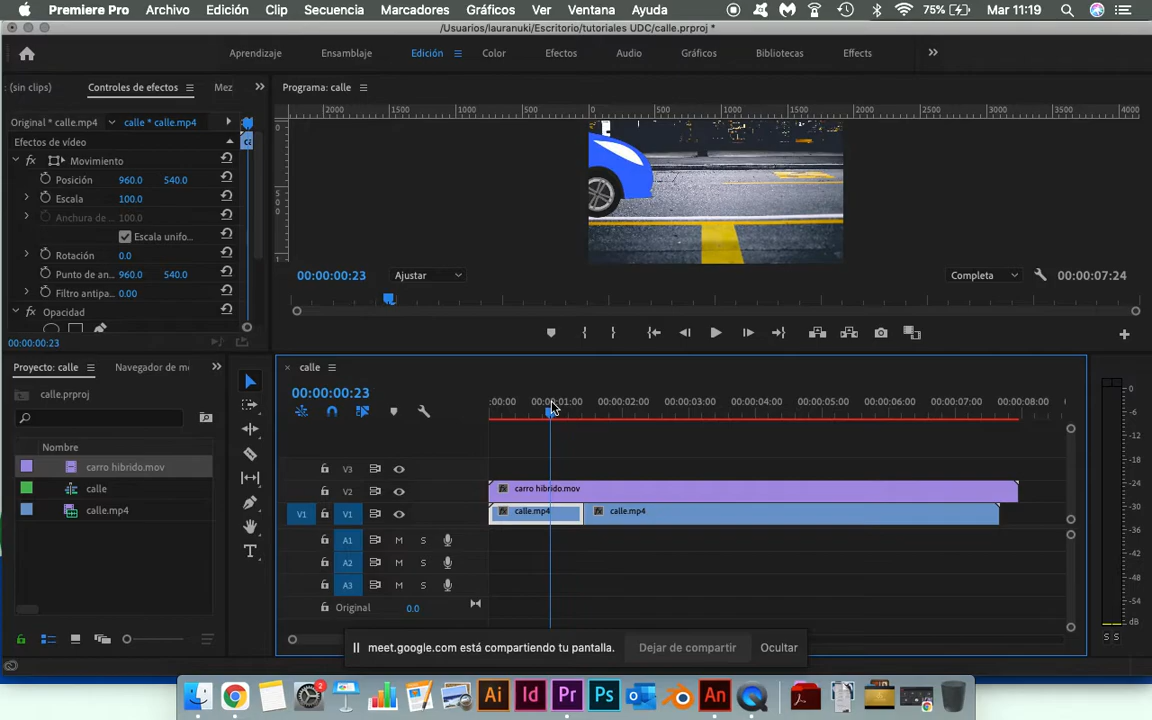 Premiere Pro Archivo Edición Clip Secuencia Marcadores Gráficos Ver Ventana Ayuda 75% Mar 11:19
/Usuarios/lauranuki/Escritorio/tutoriales UDC/calle.prproj *
Aprendizaje Ensamblaje Edición Color Efectos Audio Gráficos Bibliotecas Effects
(sin clips) Controles de efectos Mez
Programa: calle
Original * calle.mp4 calle * calle.mp4
2000 1500 1000 500 0 500 1000 1500 2000 2500 3000 3500 4000
Efectos de vídeo
Movimiento
Posición 960.0 540.0
Escala 100.0
Anchura de ... 100.0
Escala unifo...
Rotación 0.0
Punto de an... 960.0 540.0
Filtro antipa... 0.00
Opacidad
00:00:00:23
00:00:00:23 Ajustar Completa 00:00:07:24
Proyecto: calle Navegador de m
calle.prproj
Nombre
carro hibrido.mov
calle
calle.mp4
calle
00:00:00:23
:00:00 00:00:01:00 00:00:02:00 00:00:03:00 00:00:04:00 00:00:05:00 00:00:06:00 00:00:07:00 00:00:08:00
V3
V2 carro hibrido.mov
V1 V1 calle.mp4 calle.mp4
A1 M S
A2 M S
A3 M S
Original 0.0
0
-6
-12
-18
-24
-30
-36
-42
-48
-54
dB
S S
meet.google.com está compartiendo tu pantalla. Dejar de compartir Ocultar
2
Ai Id Pr Ps An